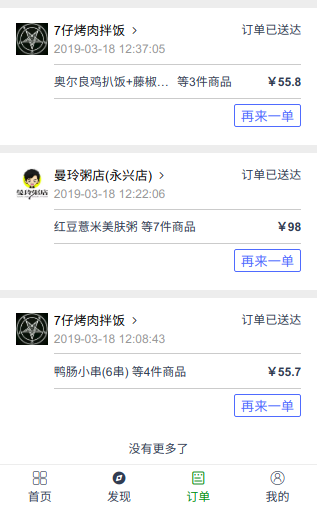 7仔烤肉拌饭 >
订单已送达
2019-03-18 12:37:05
奥尔良鸡扒饭+藤椒... 等3件商品 ￥55.8
再来一单
曼玲粥店(永兴店) >
订单已送达
2019-03-18 12:22:06
红豆薏米美肤粥 等7件商品 ￥98
再来一单
7仔烤肉拌饭 >
订单已送达
2019-03-18 12:08:43
鸭肠小串(6串) 等4件商品 ￥55.7
再来一单
没有更多了
首页 发现 订单 我的